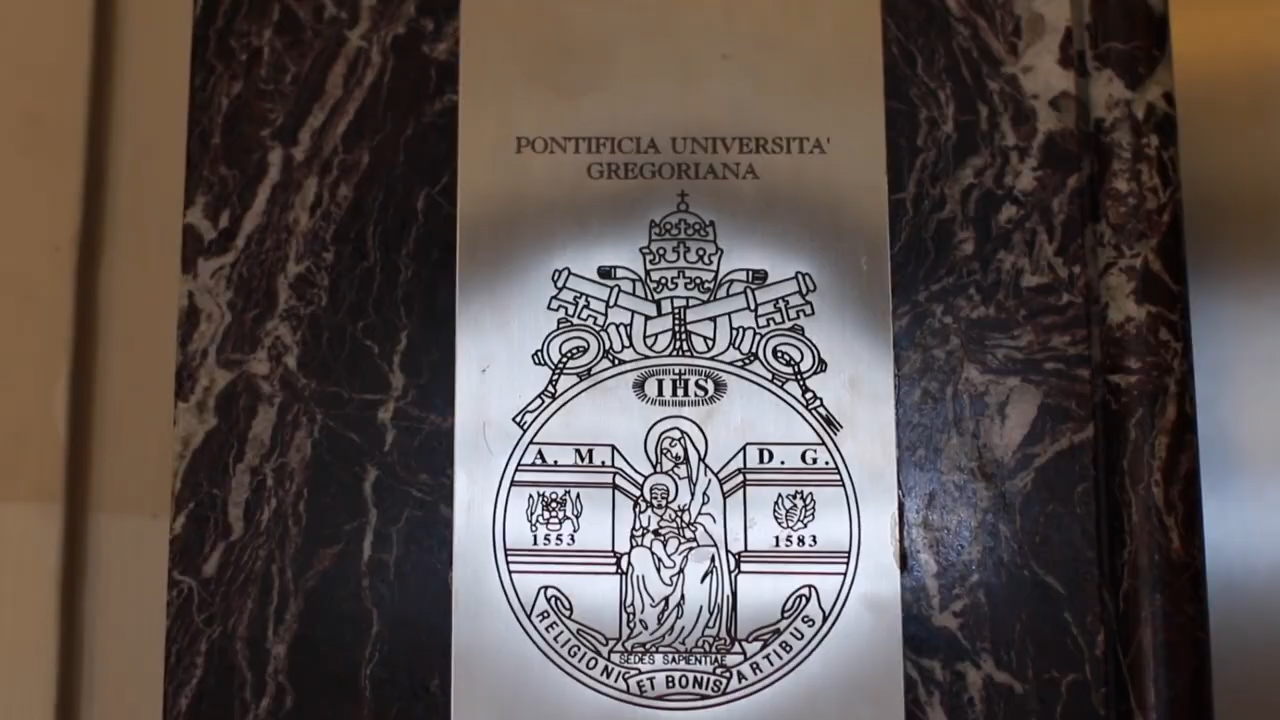 PONTIFICIA UNIVERSITA'
GREGORIANA
IHS
A. M. D. G.
1553 1583
SEDES SAPIENTIAE
RELIGIONI ET BONIS ARTIBUS